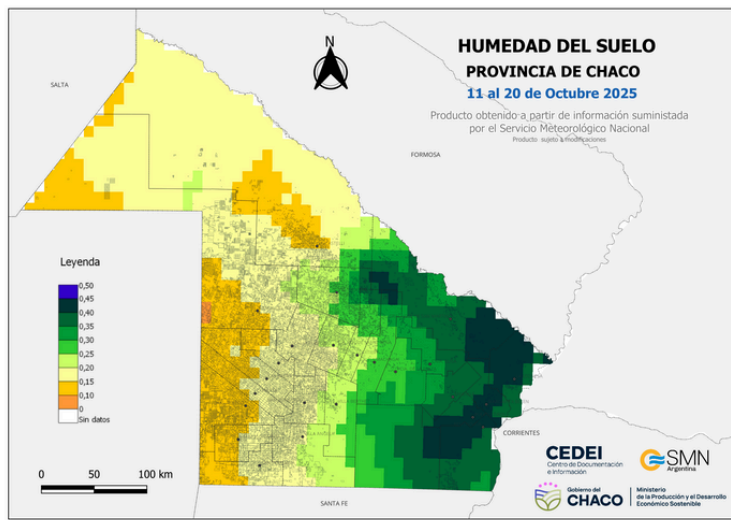 HUMEDAD DEL SUELO
PROVINCIA DE CHACO
11 al 20 de Octubre 2025
Producto obtenido a partir de información suministada
por el Servicio Meteorológico Nacional
Producto sujeto a modificaciones
N
SALTA
FORMOSA
Leyenda
0,50
0,45
0,40
0,35
0,30
0,25
0,20
0,15
0,10
0
Sin datos
0 50 100 km
CORRIENTES
SANTA FE
CEDEI
Centro de Documentación
e Información
SMN
Argentina
Gobierno del
CHACO
Ministerio
de la Producción y el Desarrollo
Económico Sostenible